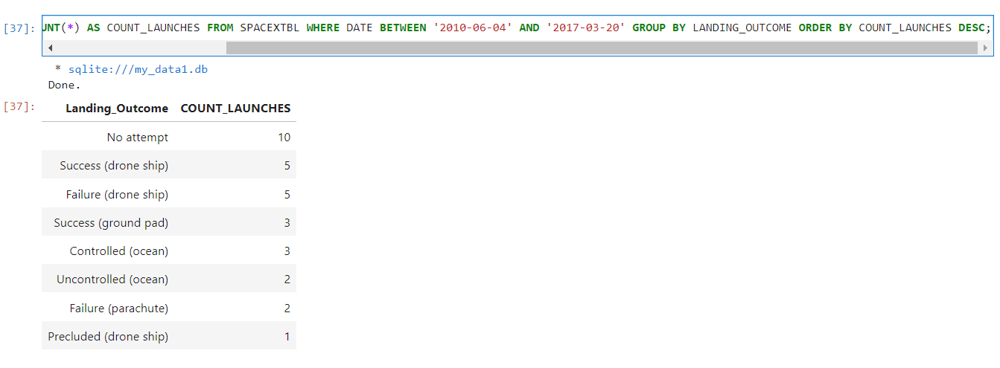 [37]: UNT(*) AS COUNT_LAUNCHES FROM SPACEXTBL WHERE DATE BETWEEN '2010-06-04' AND '2017-03-20' GROUP BY LANDING_OUTCOME ORDER BY COUNT_LAUNCHES DESC;
* sqlite:///my_data1.db
Done.
[37]: Landing_Outcome COUNT_LAUNCHES
No attempt 10
Success (drone ship) 5
Failure (drone ship) 5
Success (ground pad) 3
Controlled (ocean) 3
Uncontrolled (ocean) 2
Failure (parachute) 2
Precluded (drone ship) 1